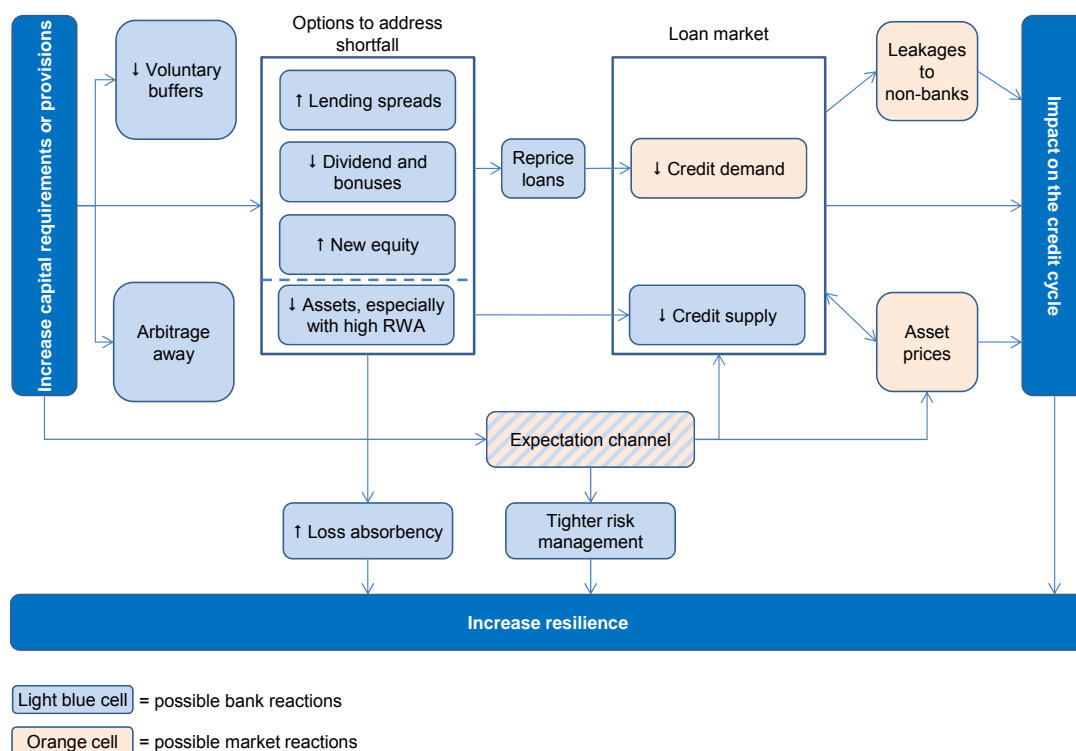 Increase capital requirements or provisions
↓ Voluntary
buffers
Arbitrage
away
Options to address
shortfall
↑ Lending spreads
↓ Dividend and
bonuses
↑ New equity
↓ Assets, especially
with high RWA
Reprice
loans
Loan market
↓ Credit demand
↓ Credit supply
Leakages
to
non-banks
Asset
prices
Impact on the credit
cycle
Expectation channel
↑ Loss absorbency
Tighter risk
management
Increase resilience
Light blue cell = possible bank reactions
Orange cell = possible market reactions